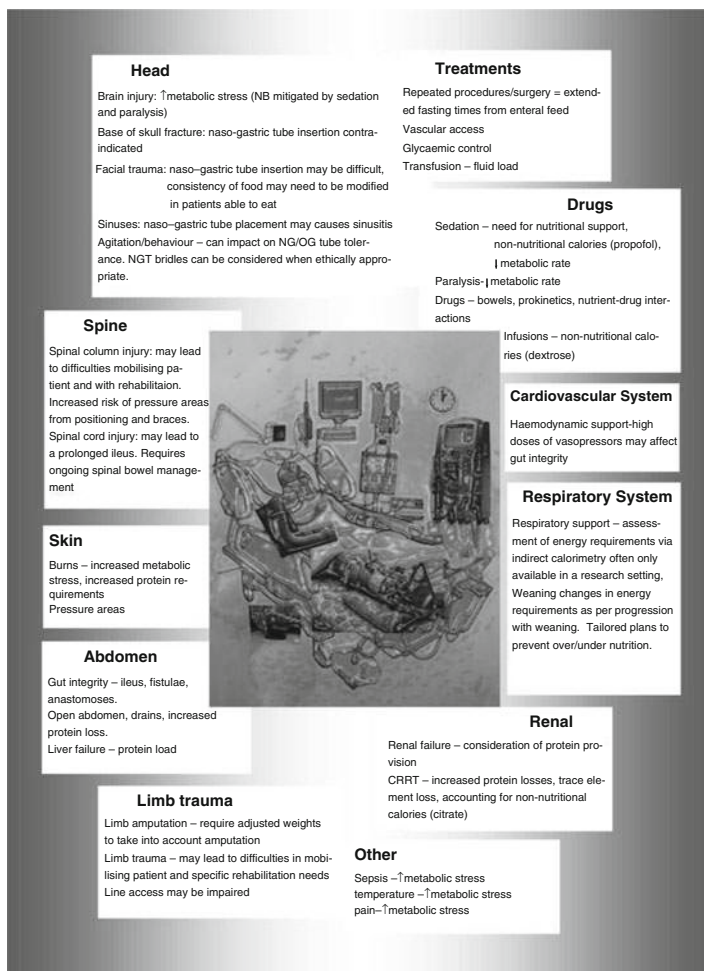 Head
Brain injury: ↑metabolic stress (NB mitigated by sedation
and paralysis)
Base of skull fracture: naso-gastric tube insertion contra-
indicated
Facial trauma: naso–gastric tube insertion may be difficult,
consistency of food may need to be modified
in patients able to eat
Sinuses: naso–gastric tube placement may causes sinusitis
Agitation/behaviour – can impact on NG/OG tube toler-
ance. NGT bridles can be considered when ethically appro-
priate.
Treatments
Repeated procedures/surgery = extend-
ed fasting times from enteral feed
Vascular access
Glycaemic control
Transfusion – fluid load
Drugs
Sedation – need for nutritional support,
non-nutritional calories (propofol),
metabolic rate
Paralysis- metabolic rate
Drugs – bowels, prokinetics, nutrient-drug inter-
actions
Infusions – non-nutritional calo-
ries (dextrose)
Spine
Spinal column injury: may lead
to difficulties mobilising pa-
tient and with rehabilitaion.
Increased risk of pressure areas
from positioning and braces.
Spinal cord injury: may lead to
a prolonged ileus. Requires
ongoing spinal bowel manage-
ment
Cardiovascular System
Haemodynamic support-high
doses of vasopressors may affect
gut integrity
Respiratory System
Respiratory support – assess-
ment of energy requirements via
indirect calorimetry often only
available in a research setting,
Weaning changes in energy
requirements as per progression
with weaning. Tailored plans to
prevent over/under nutrition.
Skin
Burns – increased metabolic
stress, increased protein re-
quirements
Pressure areas
Abdomen
Gut integrity – ileus, fistulae,
anastomoses.
Open abdomen, drains, increased
protein loss.
Liver failure – protein load
Renal
Renal failure – consideration of protein pro-
vision
CRRT – increased protein losses, trace ele-
ment loss, accounting for non-nutritional
calories (citrate)
Limb trauma
Limb amputation – require adjusted weights
to take into account amputation
Limb trauma – may lead to difficulties in mobi-
lising patient and specific rehabilitation needs
Line access may be impaired
Other
Sepsis –↑metabolic stress
temperature –↑metabolic stress
pain–↑metabolic stress